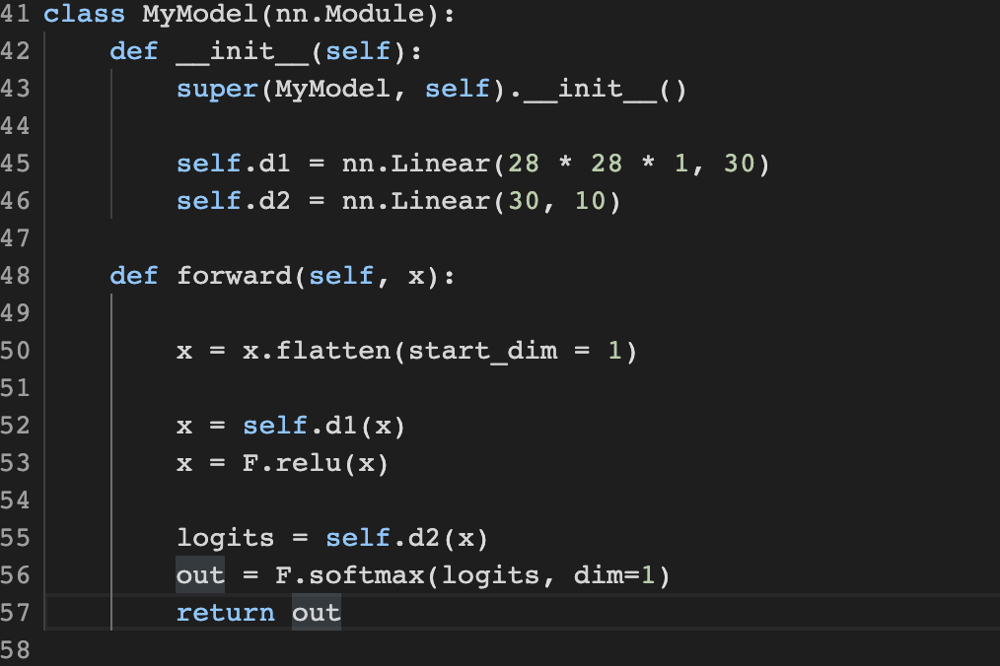 41 class MyModel(nn.Module):
42     def __init__(self):
43         super(MyModel, self).__init__()
44
45         self.d1 = nn.Linear(28 * 28 * 1, 30)
46         self.d2 = nn.Linear(30, 10)
47
48     def forward(self, x):
49
50         x = x.flatten(start_dim = 1)
51
52         x = self.d1(x)
53         x = F.relu(x)
54
55         logits = self.d2(x)
56         out = F.softmax(logits, dim=1)
57         return out
58